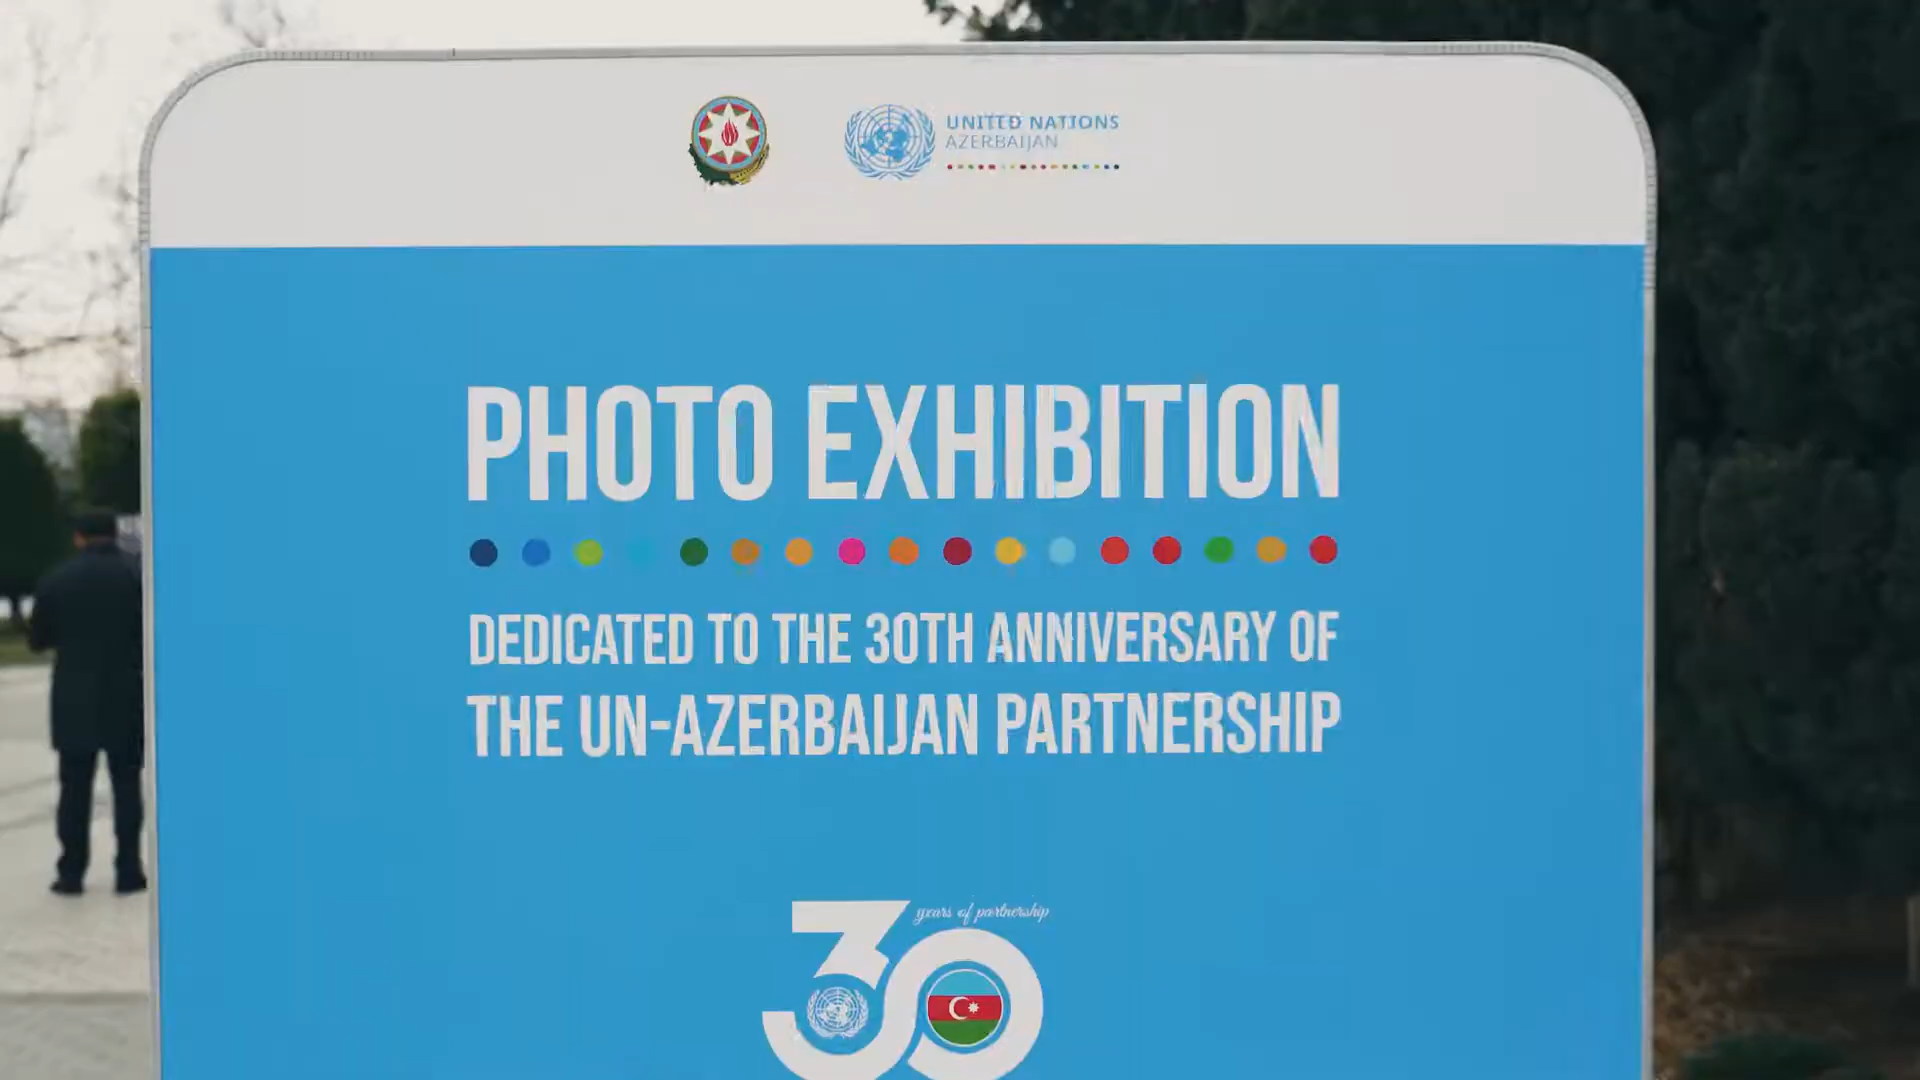 UNITED NATIONS
AZERBAIJAN
PHOTO EXHIBITION
DEDICATED TO THE 30TH ANNIVERSARY OF
THE UN-AZERBAIJAN PARTNERSHIP
30 years of partnership